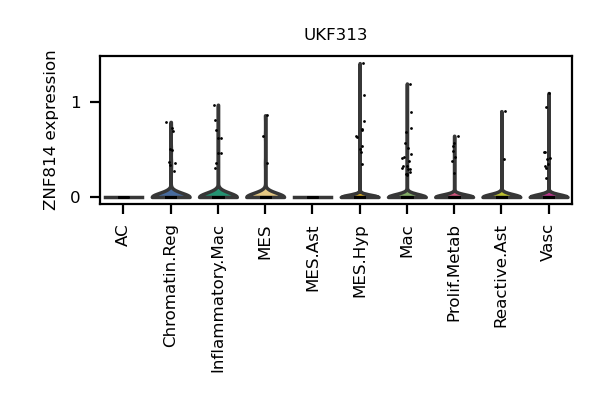 UKF313
ZNF814 expression
1
0
AC
Chromatin.Reg
Inflammatory.Mac
MES
MES.Ast
MES.Hyp
Mac
Prolif.Metab
Reactive.Ast
Vasc